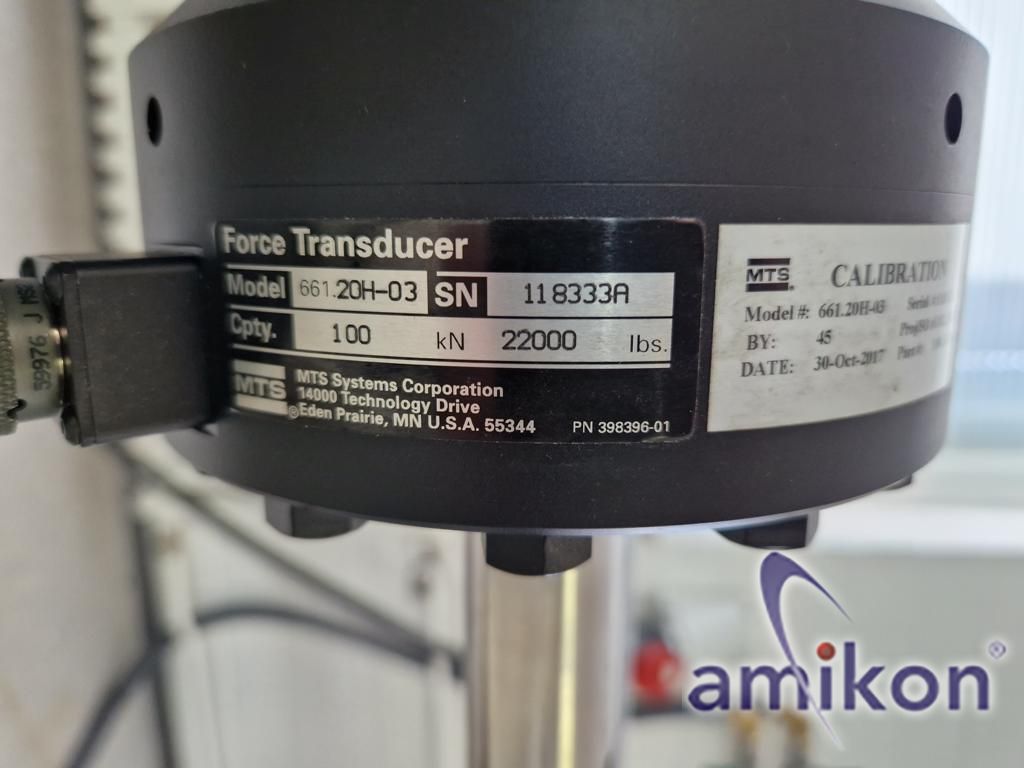 Force Transducer
Model 661.20H-03 SN 118333A
Cpty. 100 kN 22000 lbs.
MTS MTS Systems Corporation
14000 Technology Drive
©Eden Prairie, MN U.S.A. 55344 PN 398396-01
MTS CALIBRATION
Model #: 661.20H-03 Serial
BY: 45
DATE: 30-Oct-2017
59976 J
amikon®